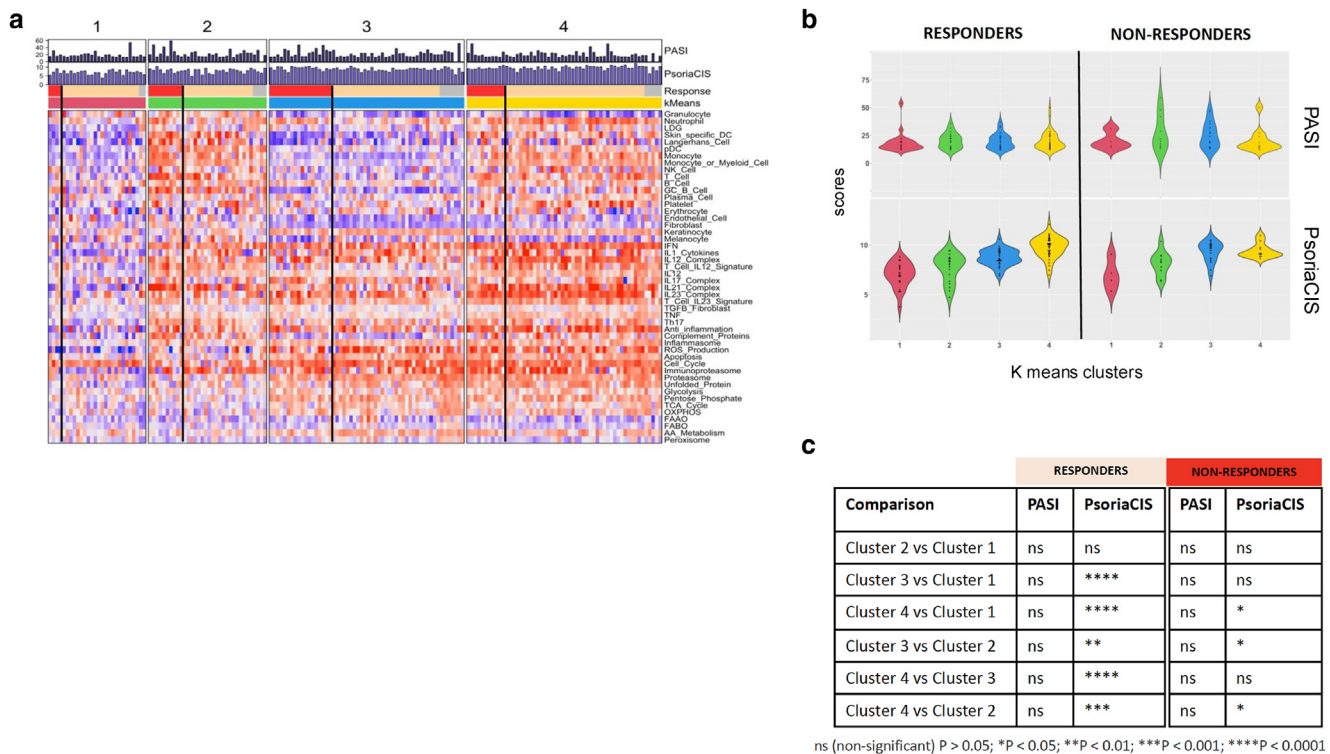 a
1 2 3 4
60
40
20
0
PASI
10
5
0
PsoriaCIS
Response
kMeans
Granulocyte
Neutrophil
LDG
Skin_specific_DC
Langerhans_Cell
pDC
Monocyte
Monocyte_or_Myeloid_Cell
NK_Cell
T_Cell
B_Cell
GC_B_Cell
Plasma_Cell
Platelet
Erythrocyte
Endothelial_Cell
Fibroblast
Keratinocyte
Melanocyte
IFN
IL1_Cytokines
IL12_Complex
T_Cell_IL12_Signature
IL12
IL17_Complex
IL21_Complex
IL23_Complex
T_Cell_IL23_Signature
TGFB_Fibroblast
TNF
Th17
Anti_inflammation
Complement_Proteins
Inflammasome
ROS_Production
Apoptosis
Cell_Cycle
Immunoproteasome
Proteasome
Unfolded_Protein
Glycolysis
Pentose_Phosphate
TCA_Cycle
OXPHOS
FAAO
FABO
AA_Metabolism
Peroxisome
b
RESPONDERS NON-RESPONDERS
75
50
25
0
PASI
scores
10
5
PsoriaCIS
1 2 3 4 1 2 3 4
K means clusters
c
RESPONDERS NON-RESPONDERS
Comparison PASI PsoriaCIS PASI PsoriaCIS
Cluster 2 vs Cluster 1 ns ns ns ns
Cluster 3 vs Cluster 1 ns **** ns ns
Cluster 4 vs Cluster 1 ns **** ns *
Cluster 3 vs Cluster 2 ns ** ns *
Cluster 4 vs Cluster 3 ns **** ns ns
Cluster 4 vs Cluster 2 ns *** ns *
ns (non-significant) P > 0.05; *P < 0.05; **P < 0.01; ***P < 0.001; ****P < 0.0001